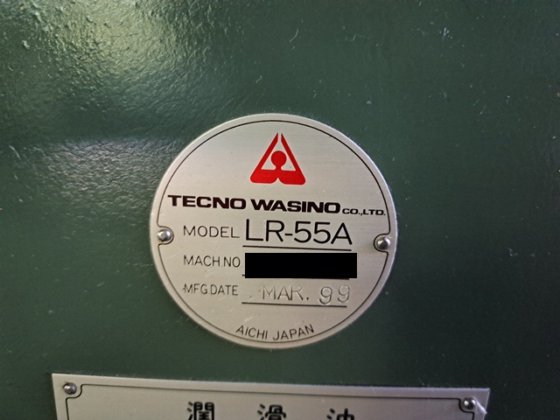 TECNO WASINO CO.,LTD.
MODEL LR-55A
MACH.NO
MFG DATE MAR. 99
AICHI JAPAN
潤滑油